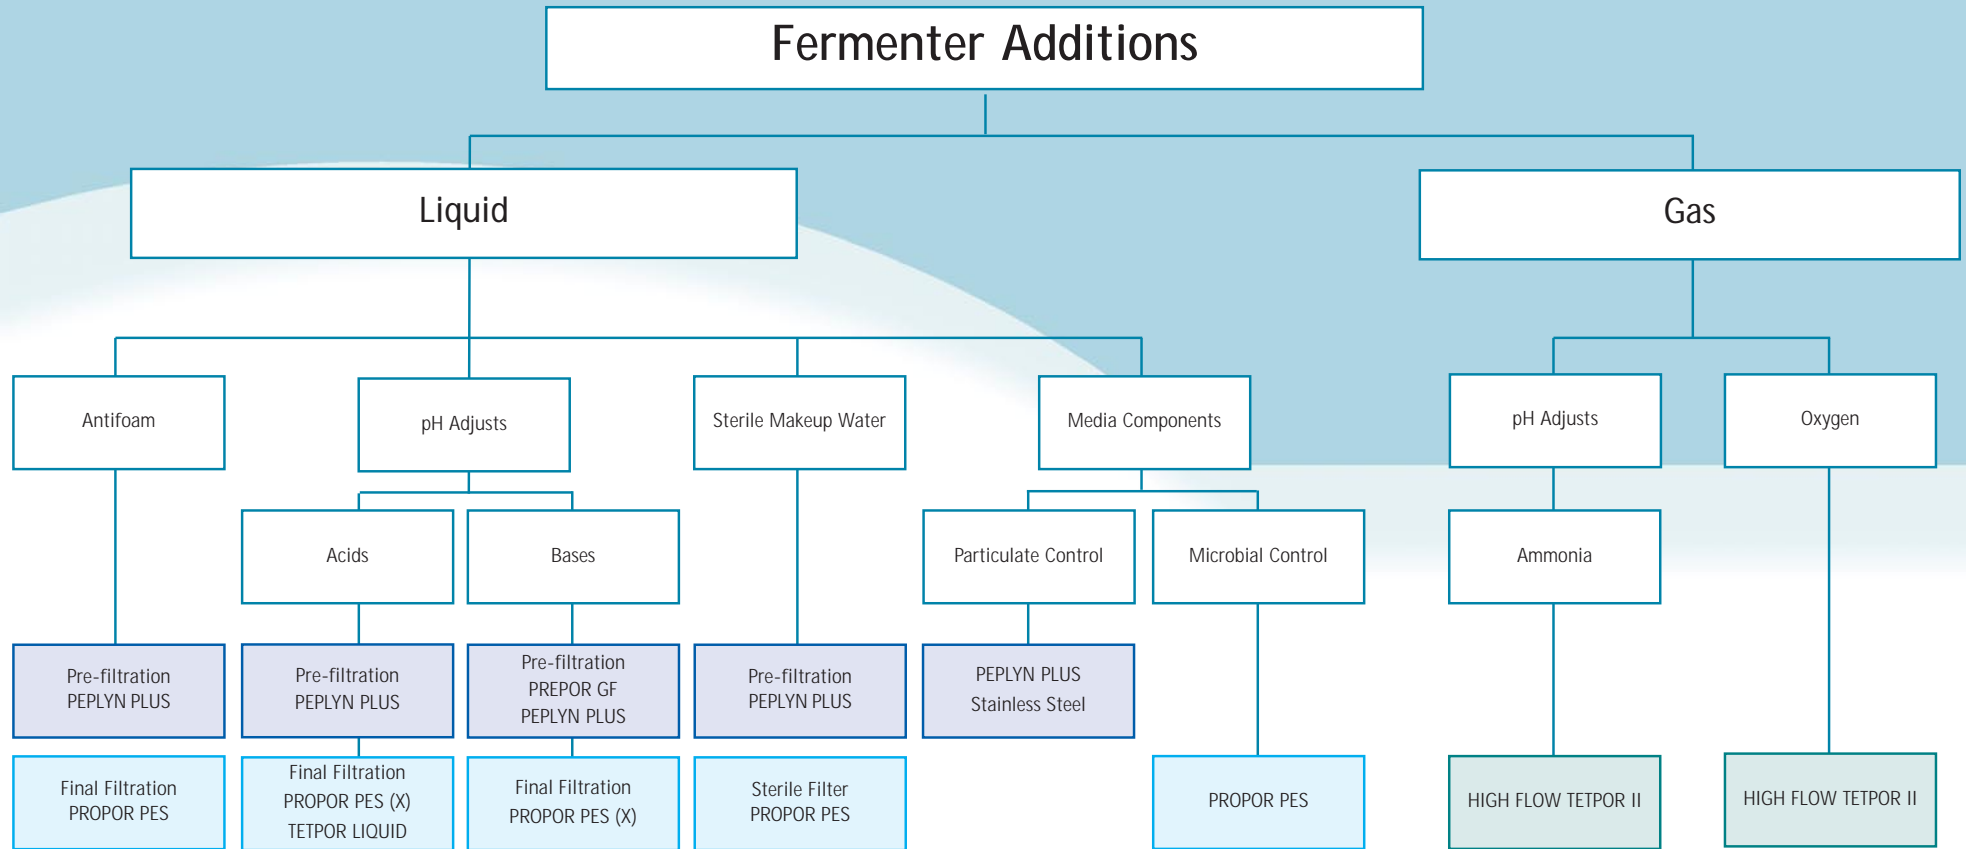 Fermenter Additions
Liquid
Gas
Antifoam
pH Adjusts
Sterile Makeup Water
Media Components
pH Adjusts
Oxygen
Acids
Bases
Particulate Control
Microbial Control
Ammonia
Pre-filtration
PEPLYN PLUS
Pre-filtration
PEPLYN PLUS
Pre-filtration
PREPOR GF
PEPLYN PLUS
Pre-filtration
PEPLYN PLUS
PEPLYN PLUS
Stainless Steel
Final Filtration
PROPOR PES
Final Filtration
PROPOR PES (X)
TETPOR LIQUID
Final Filtration
PROPOR PES (X)
Sterile Filter
PROPOR PES
PROPOR PES
HIGH FLOW TETPOR II
HIGH FLOW TETPOR II